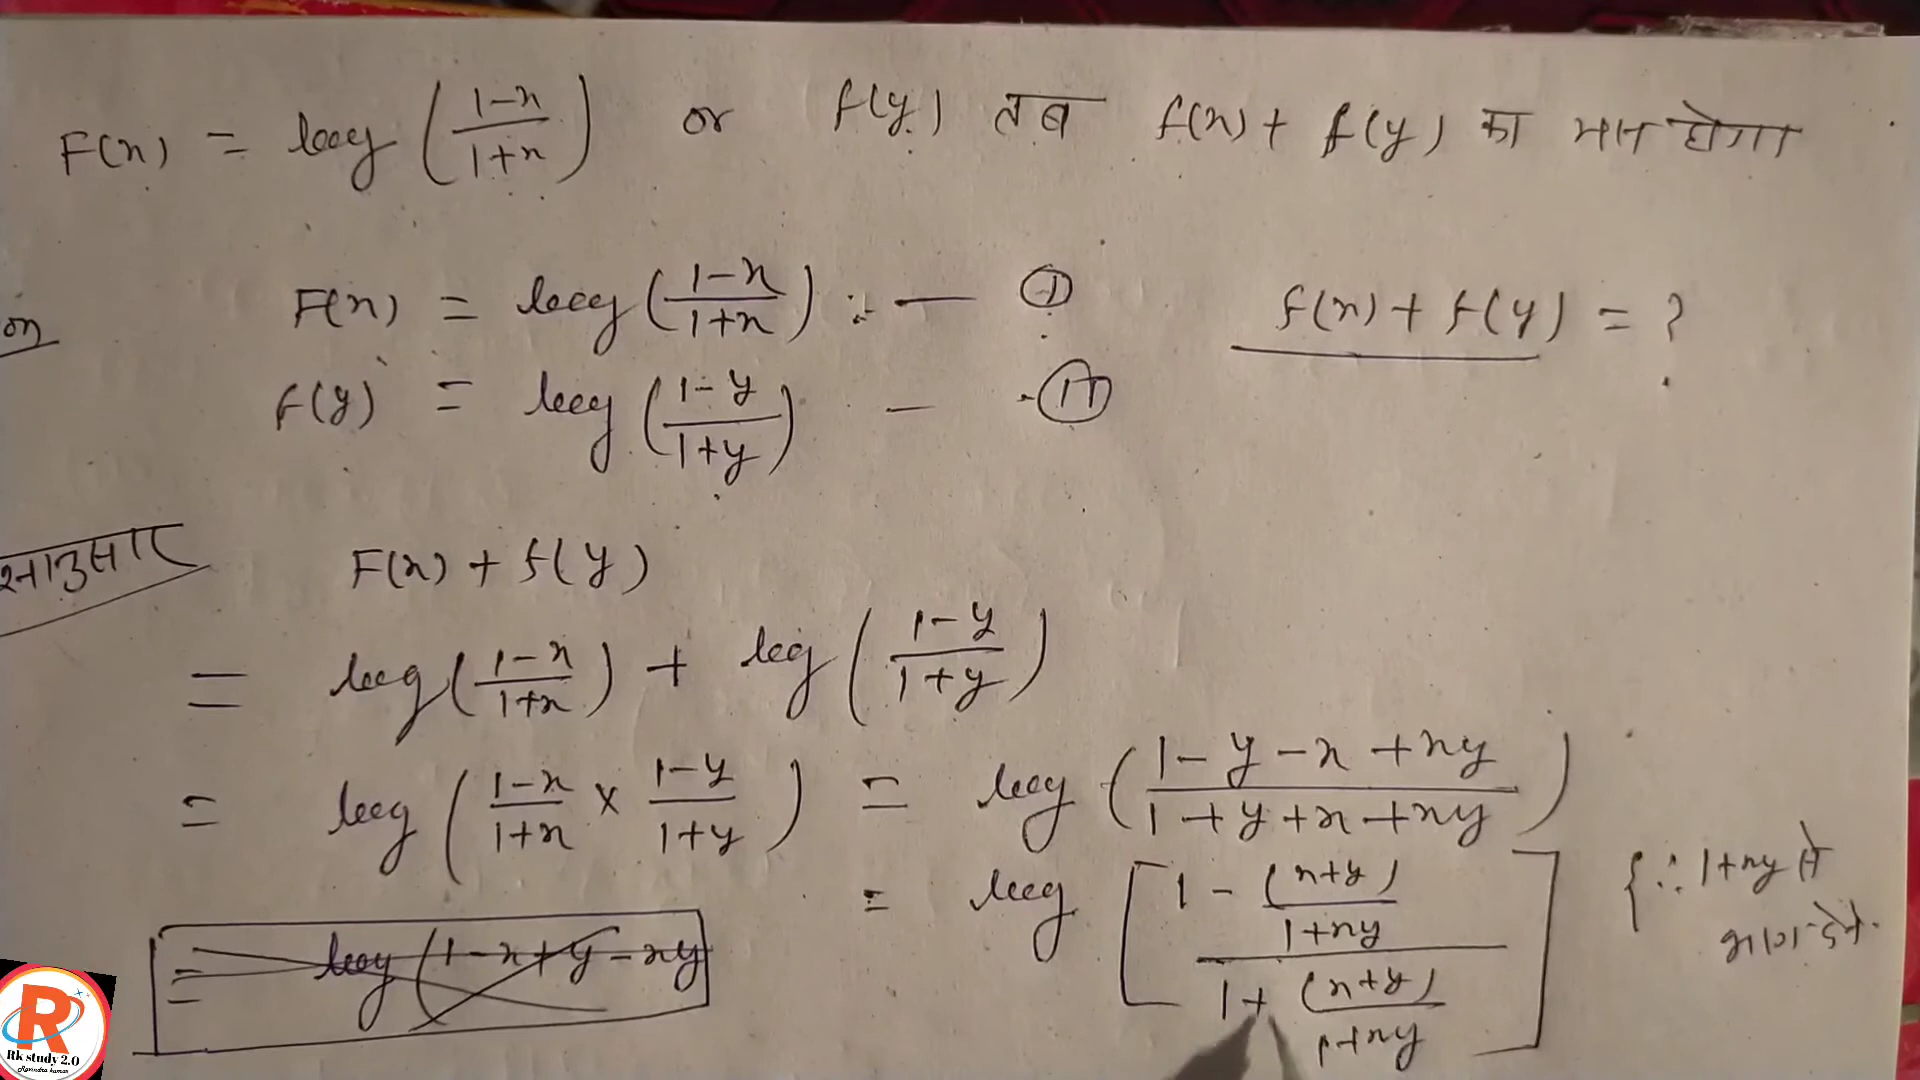 F(x) = log (1-x / 1+x) or f(y) तब f(x) + f(y) का मान होगा
on
F(x) = log (1-x / 1+x) : — (I)
f(x) + f(y) = ?
f(y) = log (1-y / 1+y) — (II)
श्नानुसार
F(x) + f(y)
= log (1-x / 1+x) + log (1-y / 1+y)
= log (1-x / 1+x × 1-y / 1+y) = log (1-y-x+xy / 1+y+x+xy)
= log [1 - (x+y) / 1+xy / 1 + (x+y) / 1+xy]
{∵ 1+xy से
= log (1-x+y-xy
R
Rk study 2.0